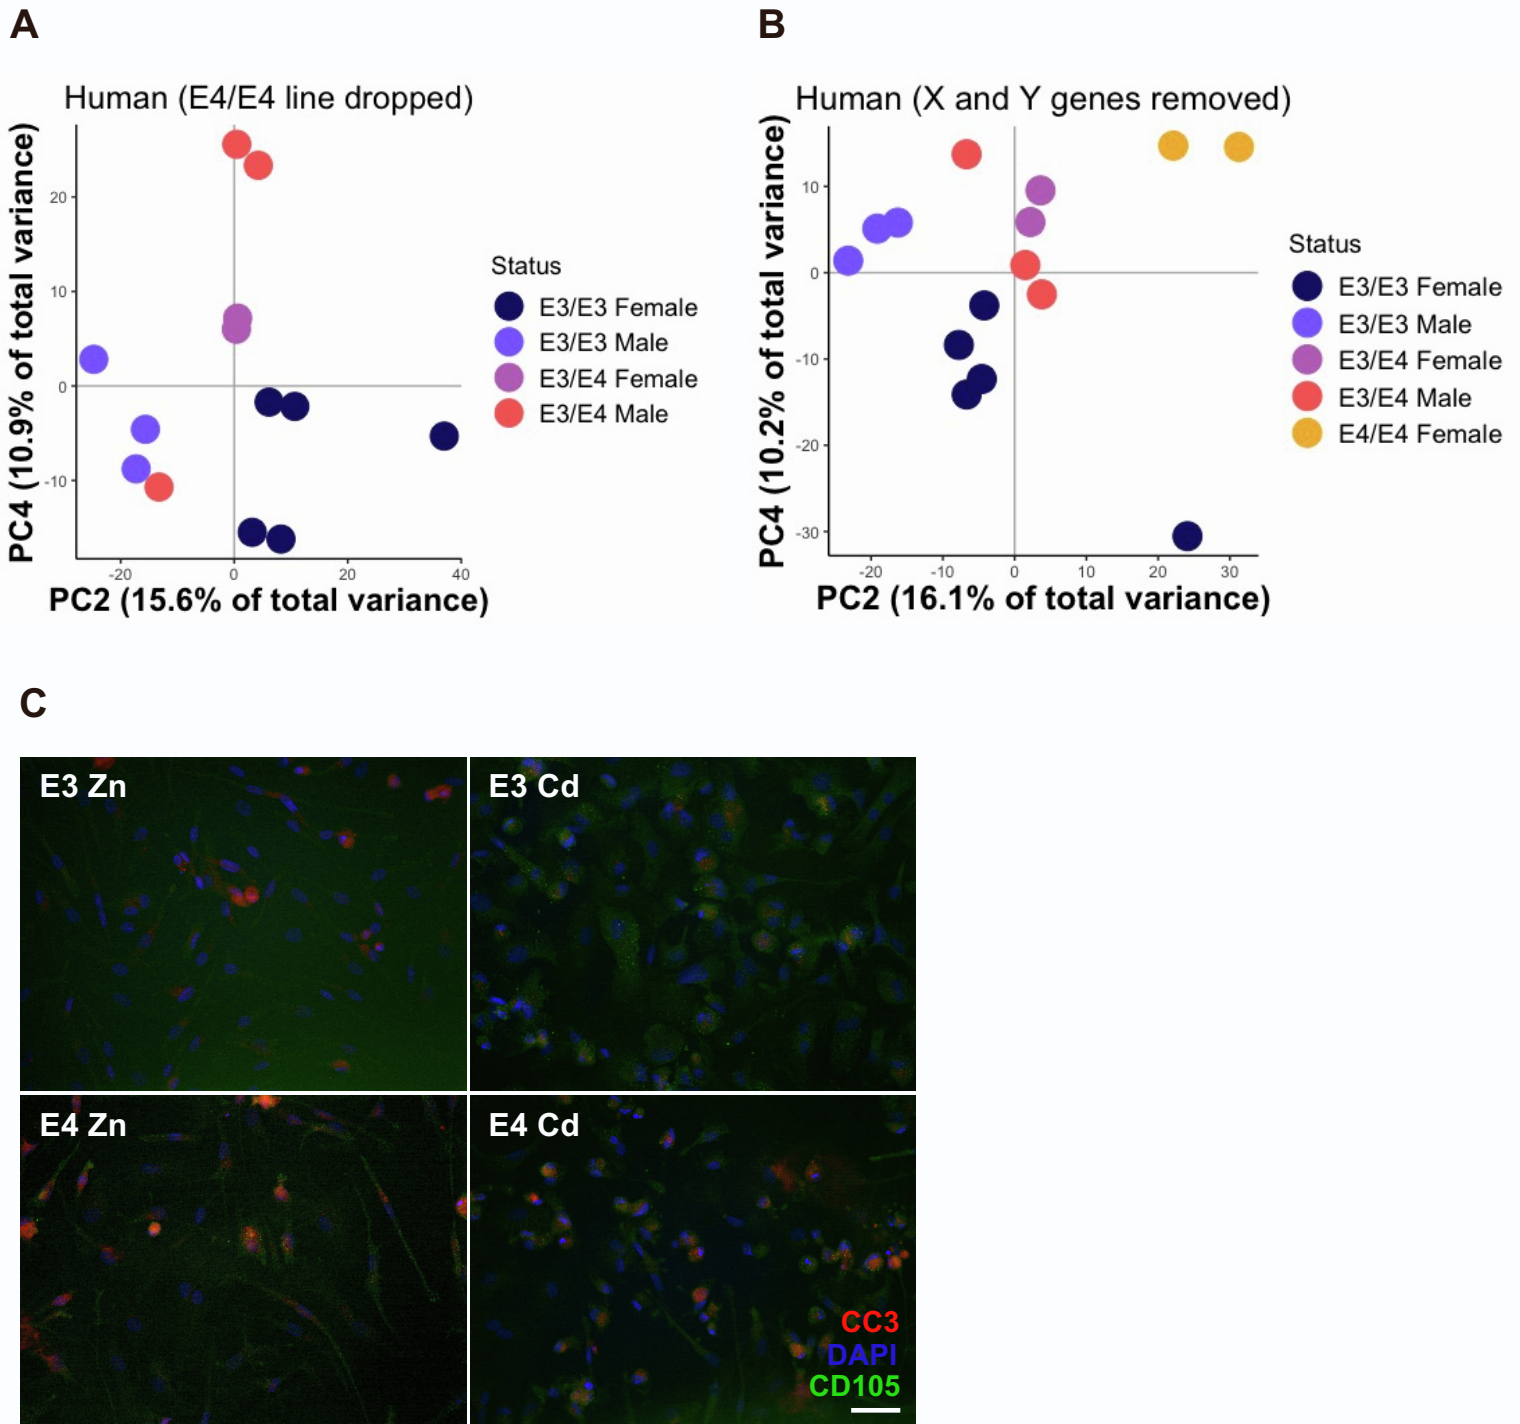 A
Human (E4/E4 line dropped)
PC4 (10.9% of total variance)
20
10
0
-10
-20
0
20
40
PC2 (15.6% of total variance)
Status
E3/E3 Female
E3/E3 Male
E3/E4 Female
E3/E4 Male
B
Human (X and Y genes removed)
PC4 (10.2% of total variance)
10
0
-10
-20
-30
-20
-10
0
10
20
30
PC2 (16.1% of total variance)
Status
E3/E3 Female
E3/E3 Male
E3/E4 Female
E3/E4 Male
E4/E4 Female
C
E3 Zn
E3 Cd
E4 Zn
E4 Cd
CC3
DAPI
CD105